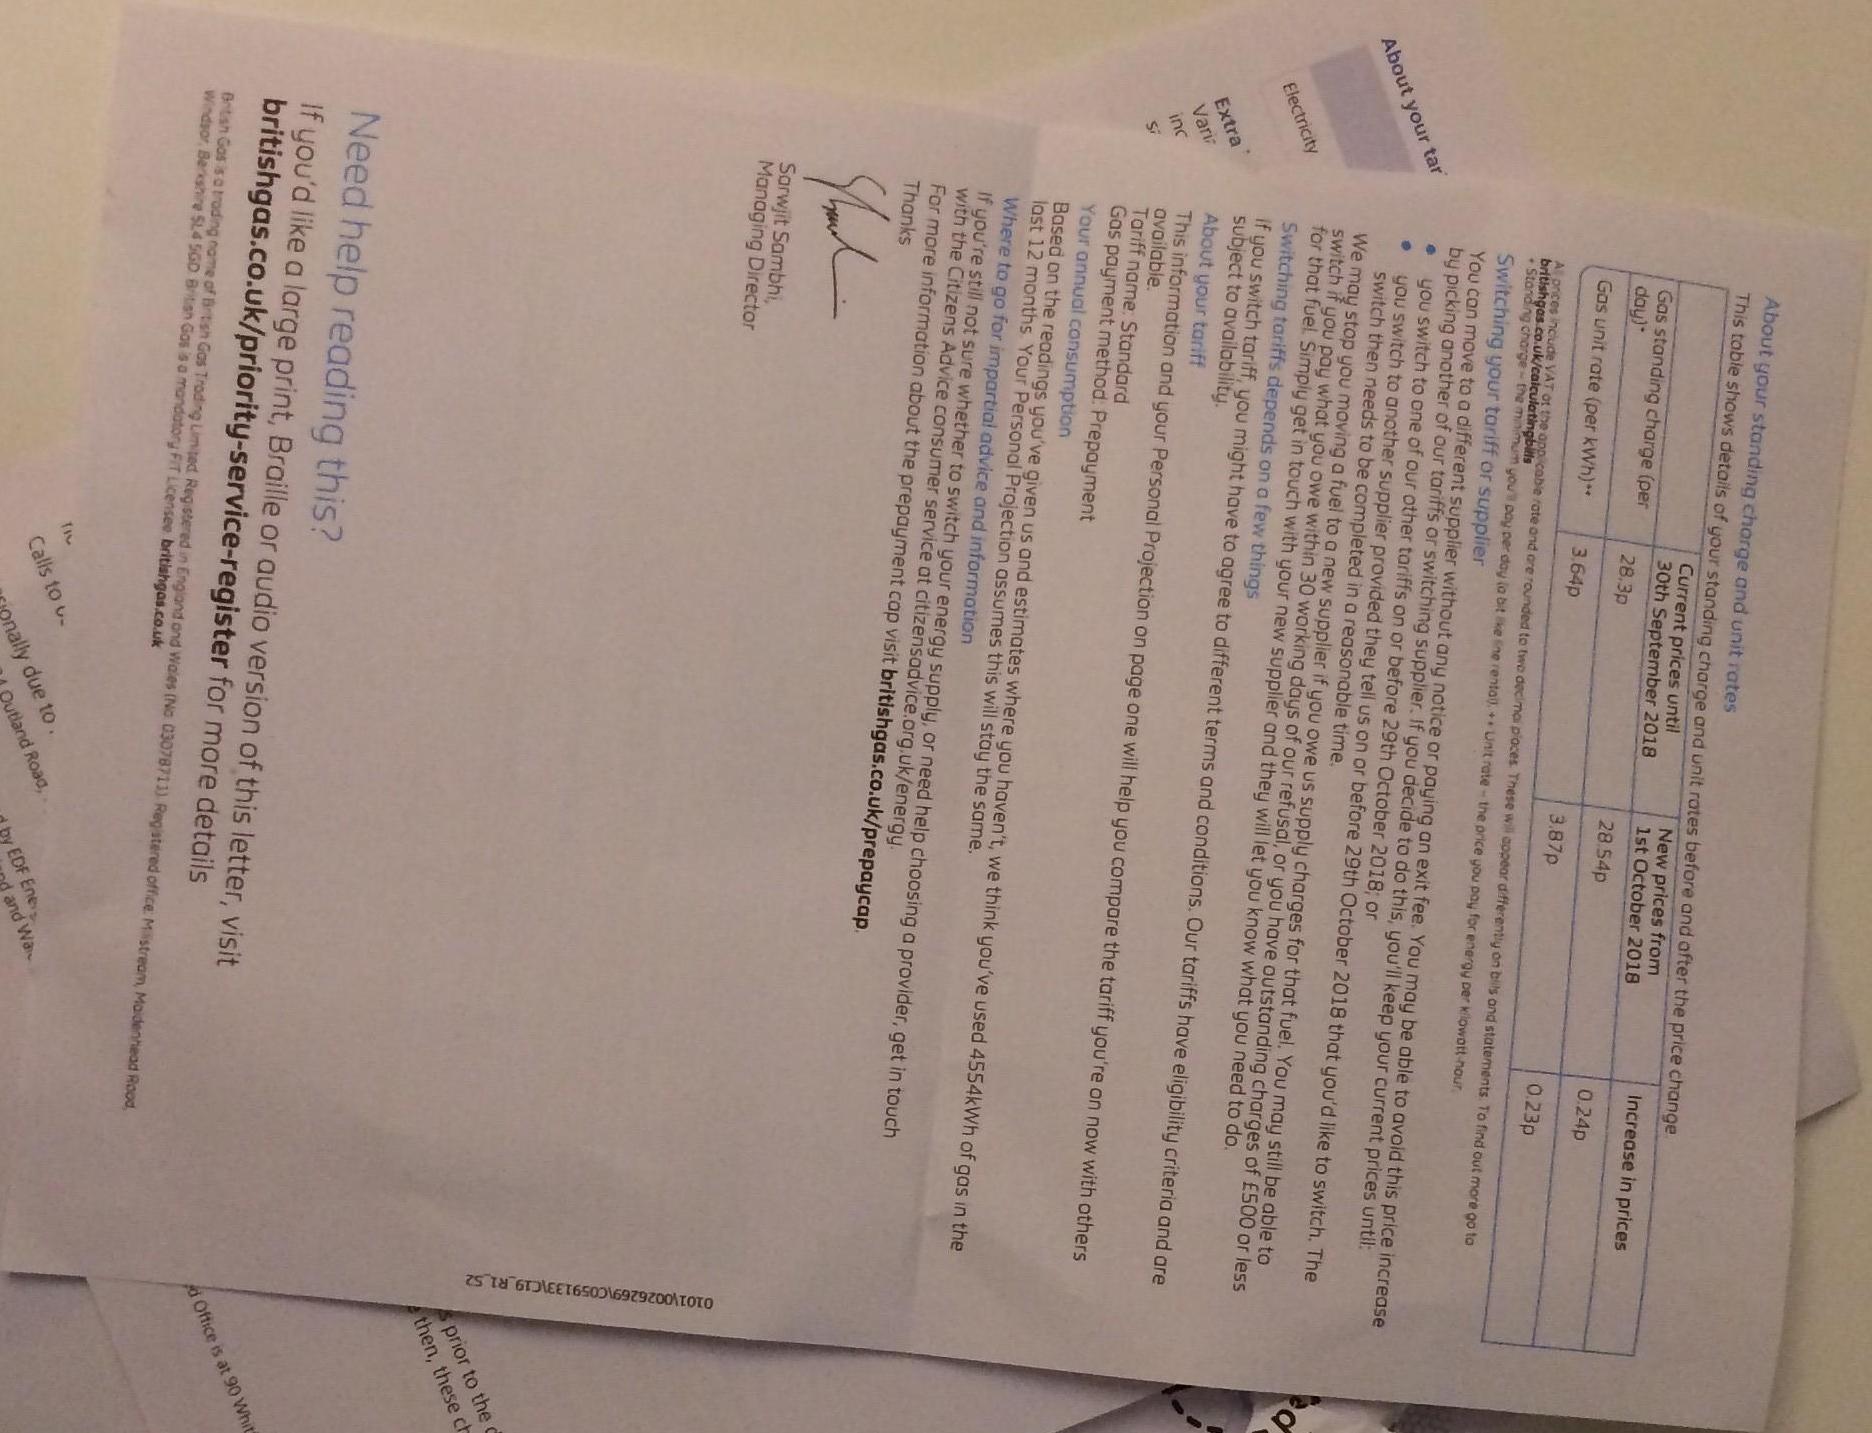 About your standing charge and unit rates
This table shows details of your standing charge and unit rates before and after the price change
Current prices until
30th September 2018
New prices from
1st October 2018
Increase in prices
Gas standing charge (per
day)*
28.3p
28.54p
0.24p
Gas unit rate (per kWh)**
3.64p
3.87p
0.23p
All prices include VAT at the applicable rate and are rounded to two decimal places. These will appear differently on bills and statements. To find out more go to
britishgas.co.uk/calculatingbills
* Standing charge – the minimum you'll pay per day (a bit like line rental). ** Unit rate – the price you pay for energy per kilowatt-hour.
Switching your tariff or supplier
You can move to a different supplier without any notice or paying an exit fee. You may be able to avoid this price increase
by picking another of our tariffs or switching supplier. If you decide to do this, you'll keep your current prices until:
• you switch to one of our other tariffs on or before 29th October 2018; or
• you switch to another supplier provided they tell us on or before 29th October 2018 that you'd like to switch. The
switch then needs to be completed in a reasonable time.
We may stop you moving a fuel to a new supplier if you owe us supply charges for that fuel. You may still be able to
switch if you pay what you owe within 30 working days of our refusal, or you have outstanding charges of £500 or less
for that fuel. Simply get in touch with your new supplier and they will let you know what you need to do.
Switching tariffs depends on a few things
If you switch tariff, you might have to agree to different terms and conditions. Our tariffs have eligibility criteria and are
subject to availability.
About your tariff
This information and your Personal Projection on page one will help you compare the tariff you're on now with others
available.
Tariff name: Standard
Gas payment method: Prepayment
Your annual consumption
Based on the readings you've given us and estimates where you haven't, we think you've used 4554kWh of gas in the
last 12 months. Your Personal Projection assumes this will stay the same.
Where to go for impartial advice and information
If you're still not sure whether to switch your energy supply, or need help choosing a provider, get in touch
with the Citizens Advice consumer service at citizensadvice.org.uk/energy.
For more information about the prepayment cap visit britishgas.co.uk/prepaycap.
Thanks
Sarwjit Sambhi,
Managing Director
0101\0026269\C059133\C19_R1_S2
Need help reading this?
If you'd like a large print, Braille or audio version of this letter, visit
britishgas.co.uk/priority-service-register for more details
British Gas is a trading name of British Gas Trading Limited. Registered in England and Wales (No. 03078711). Registered office: Millstream, Maidenhead Road,
Windsor, Berkshire SL4 5GD. British Gas is a mandatory FIT Licensee britishgas.co.uk
About your tar
Electricity
Extra
Vari
inc
si
Calls to
ionally due to
Outland Road,
by EDF Ener
and Wa
Office is at 90 Whit
prior to the
then, these ch